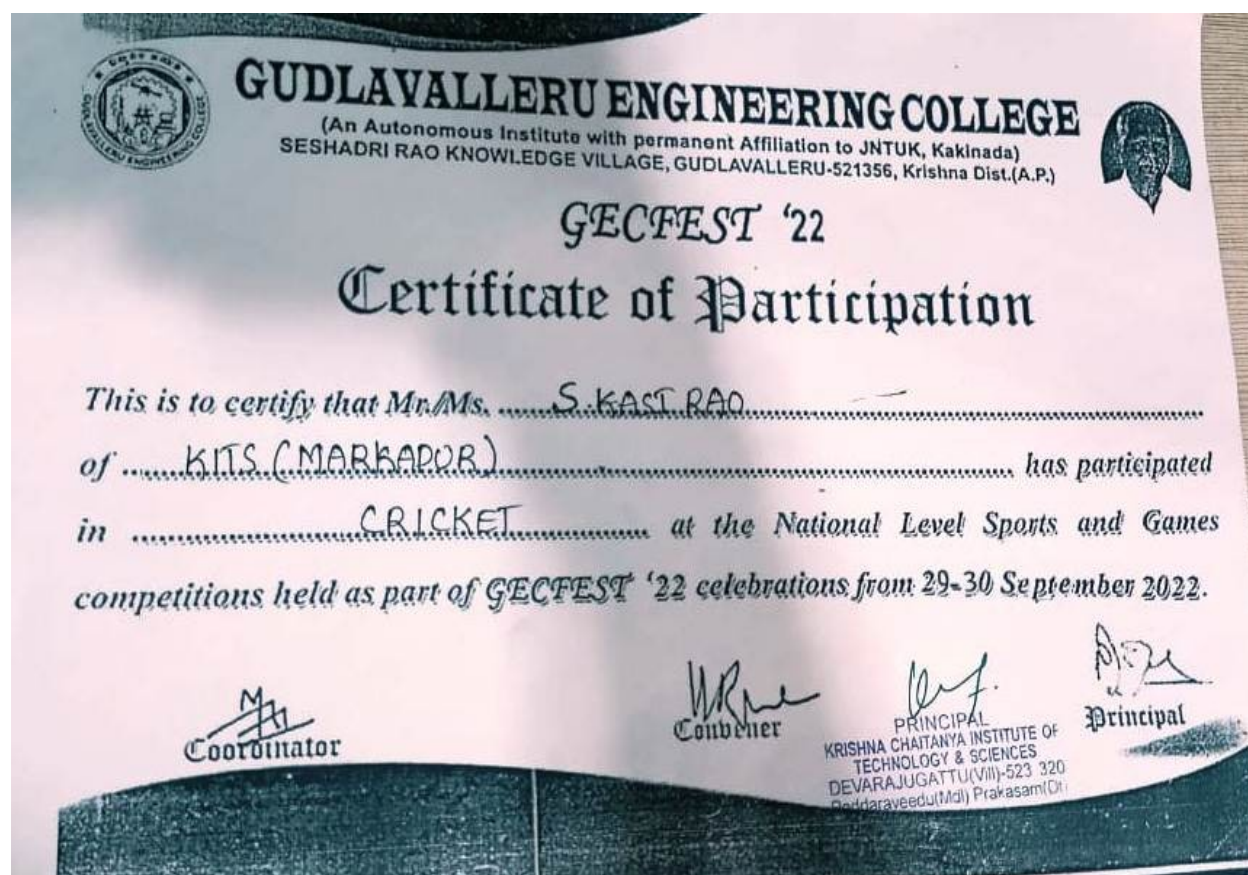 GUDLAVALLERU ENGINEERING COLLEGE
(An Autonomous Institute with permanent Affiliation to JNTUK, Kakinada)
SESHADRI RAO KNOWLEDGE VILLAGE, GUDLAVALLERU-521356, Krishna Dist.(A.P.)
GECFEST '22
Certificate of Participation
This is to certify that Mr./Ms. S. KASI RAO
of KITS (MARKAPUR) has participated
in CRICKET at the National Level Sports and Games
competitions held as part of GECFEST '22 celebrations from 29-30 September 2022.
Coordinator
Convener
Principal
PRINCIPAL
KRISHNA CHAITANYA INSTITUTE OF
TECHNOLOGY & SCIENCES
DEVARAJUGATTU(Vill)-523 320
Peddaraveedu(Mdl) Prakasam(Dt)
GUDLAVALLERU ENGINEERING COLLEGE